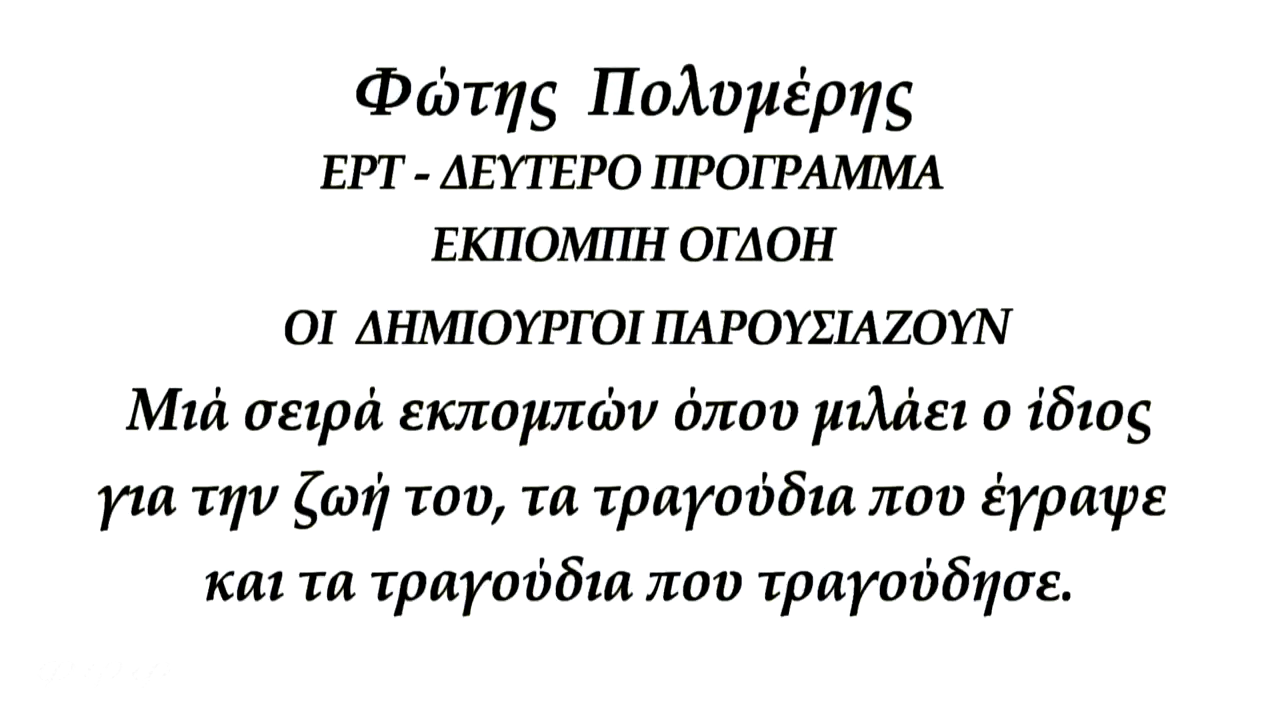 Φώτης Πολυμέρης
ΕΡΤ - ΔΕΥΤΕΡΟ ΠΡΟΓΡΑΜΜΑ
ΕΚΠΟΜΠΗ ΟΓΔΟΗ
ΟΙ ΔΗΜΙΟΥΡΓΟΙ ΠΑΡΟΥΣΙΑΖΟΥΝ
Μιά σειρά εκπομπών όπου μιλάει ο ίδιος
για την ζωή του, τα τραγούδια που έγραψε
και τα τραγούδια που τραγούδησε.